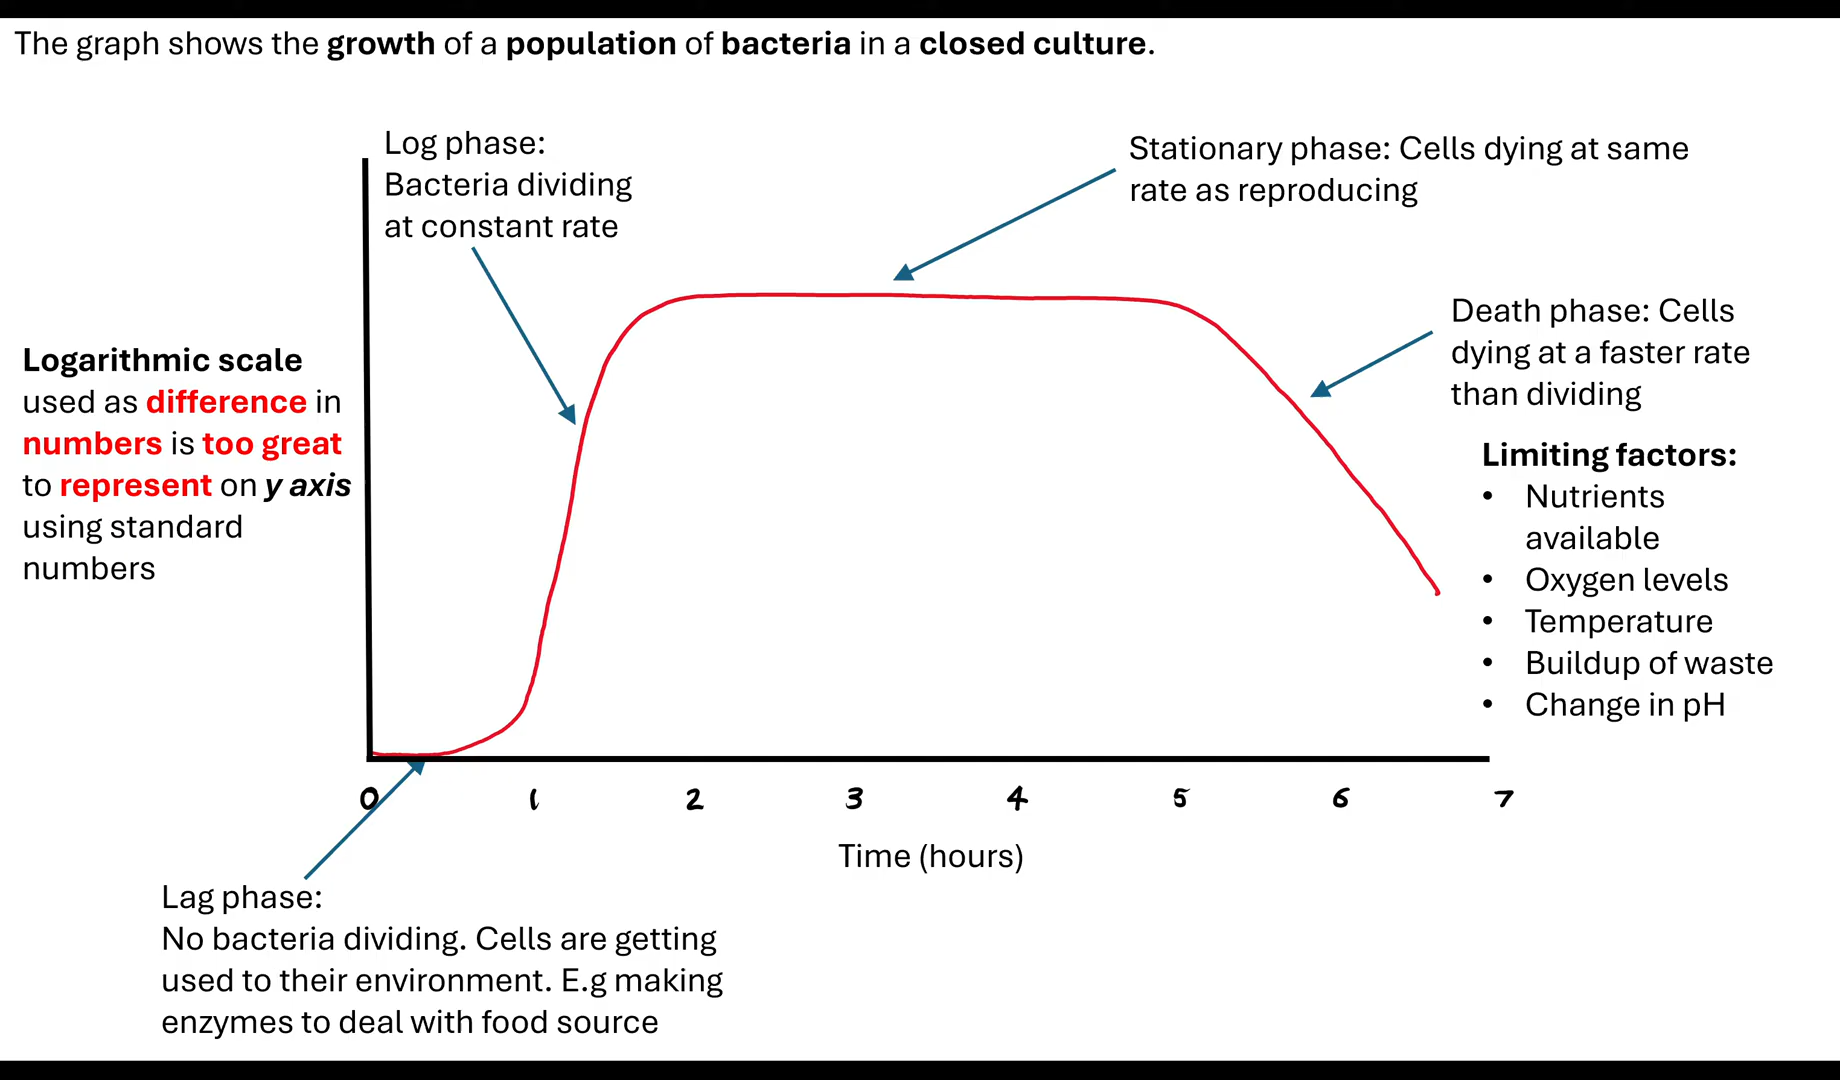 The graph shows the growth of a population of bacteria in a closed culture.
Log phase:
Bacteria dividing
at constant rate
Stationary phase: Cells dying at same
rate as reproducing
Death phase: Cells
dying at a faster rate
than dividing
Logarithmic scale
used as difference in
numbers is too great
to represent on y axis
using standard
numbers
Limiting factors:
• Nutrients
available
• Oxygen levels
• Temperature
• Buildup of waste
• Change in pH
0 1 2 3 4 5 6 7
Time (hours)
Lag phase:
No bacteria dividing. Cells are getting
used to their environment. E.g making
enzymes to deal with food source